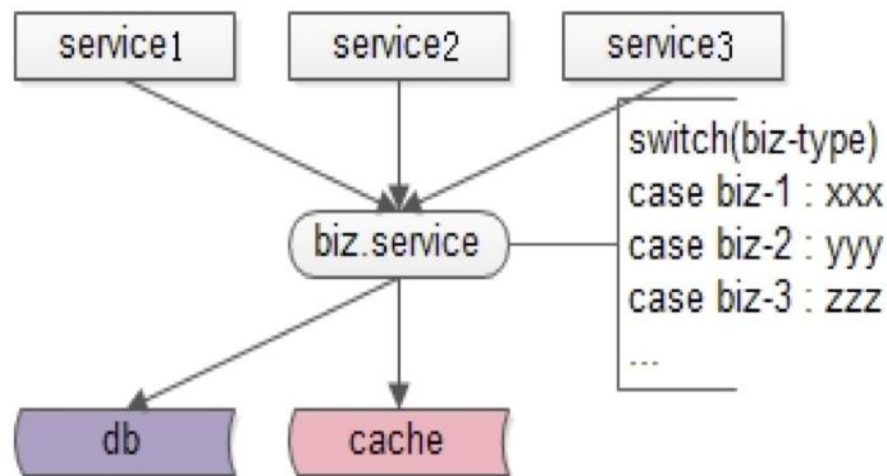 service1
service2
service3
switch(biz-type)
case biz-1 : xxx
biz.service
case biz-2 : yyy
case biz-3 : zzz
...
db
cache